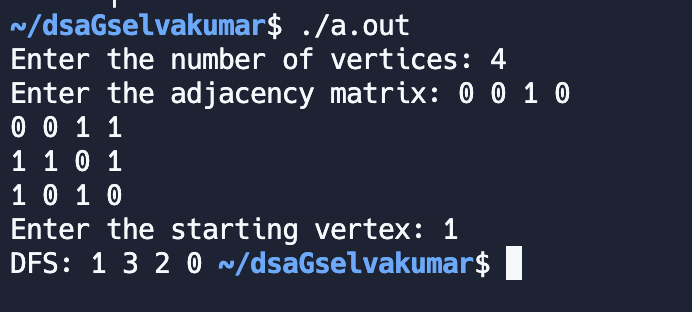 ~/dsaGselvakumar$ ./a.out
Enter the number of vertices: 4
Enter the adjacency matrix: 0 0 1 0
0 0 1 1
1 1 0 1
1 0 1 0
Enter the starting vertex: 1
DFS: 1 3 2 0 ~/dsaGselvakumar$